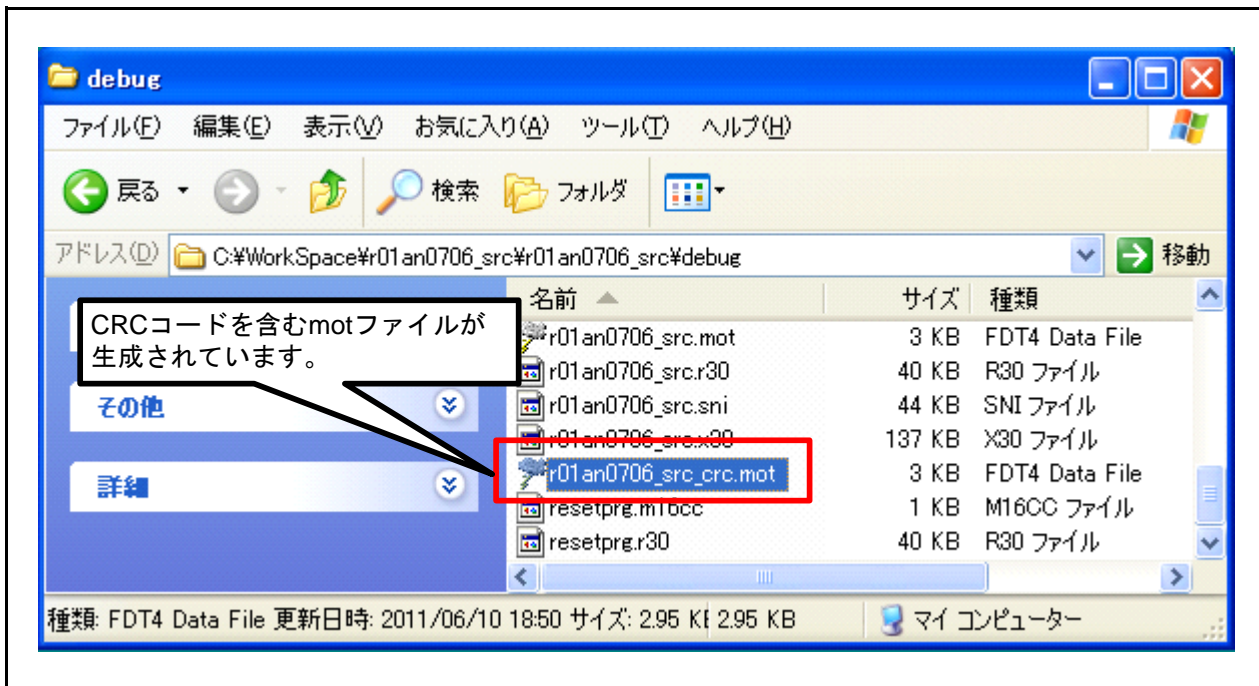 debug
ファイル(F) 編集(E) 表示(V) お気に入り(A) ツール(T) ヘルプ(H)
戻る 検索 フォルダ
アドレス(D) C:¥WorkSpace¥r01an0706_src¥r01an0706_src¥debug 移動
名前 サイズ 種類
CRCコードを含むmotファイルが
生成されています。
r01an0706_src.mot 3 KB FDT4 Data File
r01an0706_src.r30 40 KB R30 ファイル
その他
r01an0706_src.sni 44 KB SNI ファイル
r01an0706_src.x30 137 KB X30 ファイル
r01an0706_src_crc.mot 3 KB FDT4 Data File
詳細
resetprg.m16cc 1 KB M16CC ファイル
resetprg.r30 40 KB R30 ファイル
種類: FDT4 Data File 更新日時: 2011/06/10 18:50 サイズ: 2.95 KE 2.95 KB マイ コンピューター